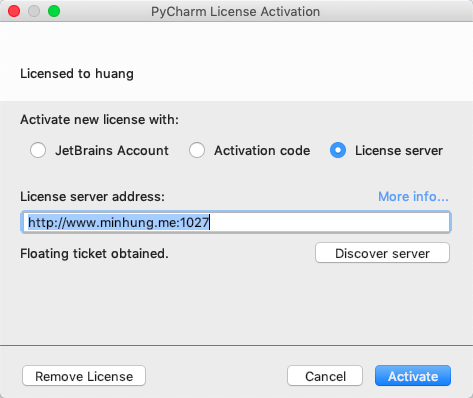 PyCharm License Activation
Licensed to huang
Activate new license with:
JetBrains Account Activation code License server
License server address: More info...
http://www.minhung.me:1027
Floating ticket obtained. Discover server
Remove License Cancel Activate